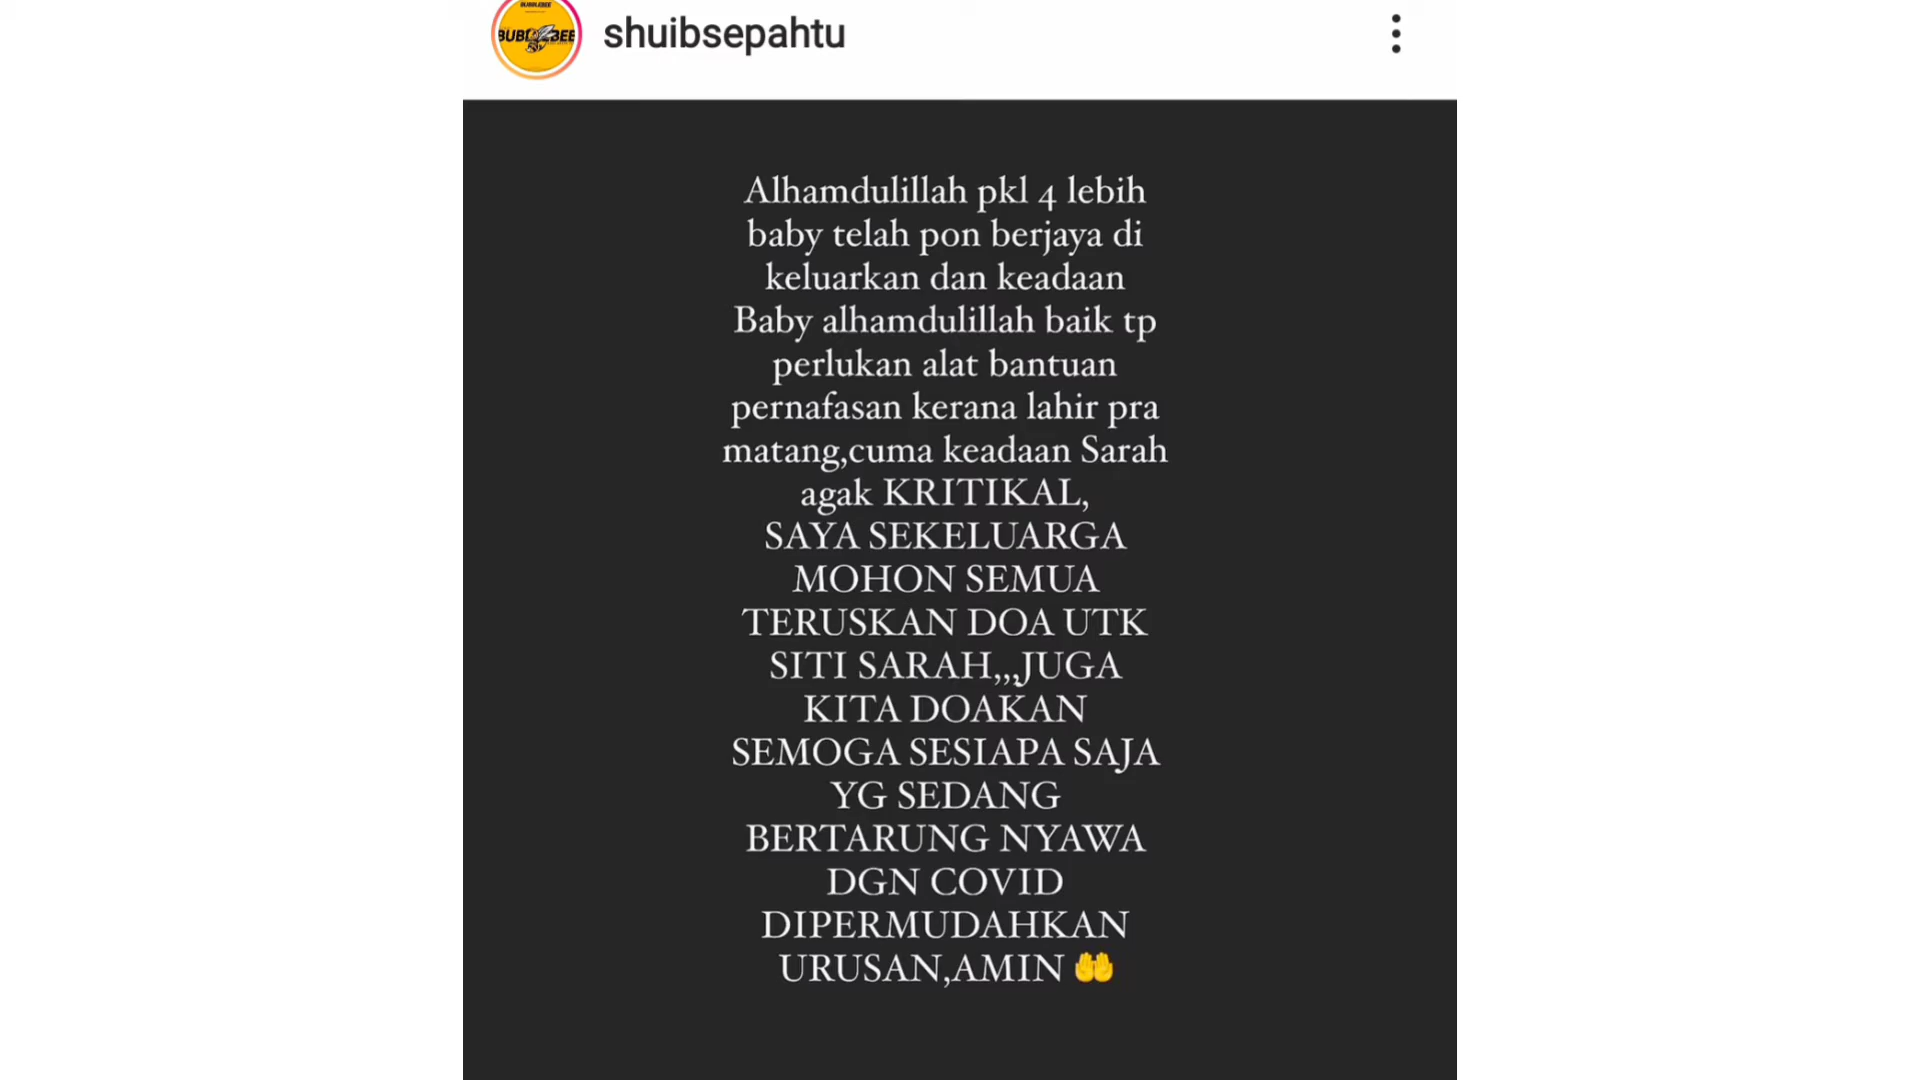 BUBBLEBEE
shuibsepahtu
Alhamdulillah pkl 4 lebih
baby telah pon berjaya di
keluarkan dan keadaan
Baby alhamdulillah baik tp
perlukan alat bantuan
pernafasan kerana lahir pra
matang,cuma keadaan Sarah
agak KRITIKAL,
SAYA SEKELUARGA
MOHON SEMUA
TERUSKAN DOA UTK
SITI SARAH,,,JUGA
KITA DOAKAN
SEMOGA SESIAPA SAJA
YG SEDANG
BERTARUNG NYAWA
DGN COVID
DIPERMUDAHKAN
URUSAN,AMIN 🤲